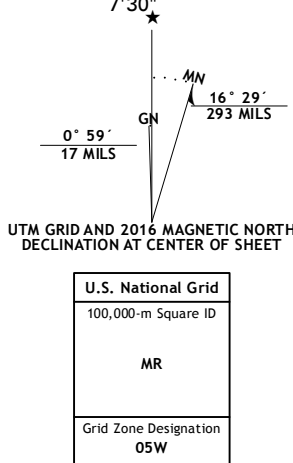 7'30"
★
MN
GN
16° 29´
293 MILS
0° 59´
17 MILS
UTM GRID AND 2016 MAGNETIC NORTH
DECLINATION AT CENTER OF SHEET
U.S. National Grid
100,000-m Square ID
MR
Grid Zone Designation
05W